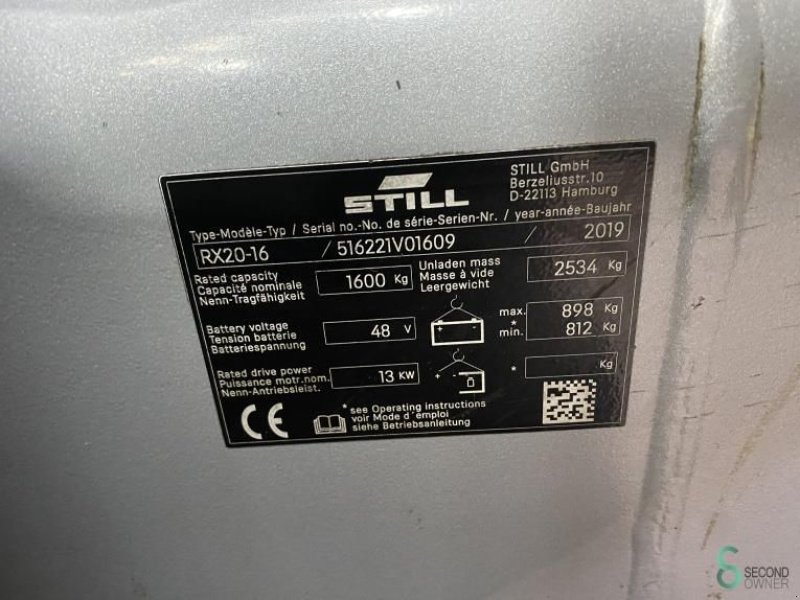 STILL
STILL GmbH
Berzeliusstr.10
D-22113 Hamburg
Type-Modèle-Typ / Serial no.-No. de série-Serien-Nr. / year-année-Baujahr
RX20-16 / 516221V01609 / 2019
Rated capacity
Capacité nominale
Nenn-Tragfähigkeit
1600 Kg
Unladen mass
Masse à vide
Leergewicht
2534 Kg
Battery voltage
Tension batterie
Batteriespannung
48 V
max. 898 Kg
* min. 812 Kg
Rated drive power
Puissance motr.nom.
Nenn-Antriebsleist.
13 KW
* Kg
CE
* see Operating instructions
voir Mode d´emploi
siehe Betriebsanleitung
SECOND
OWNER